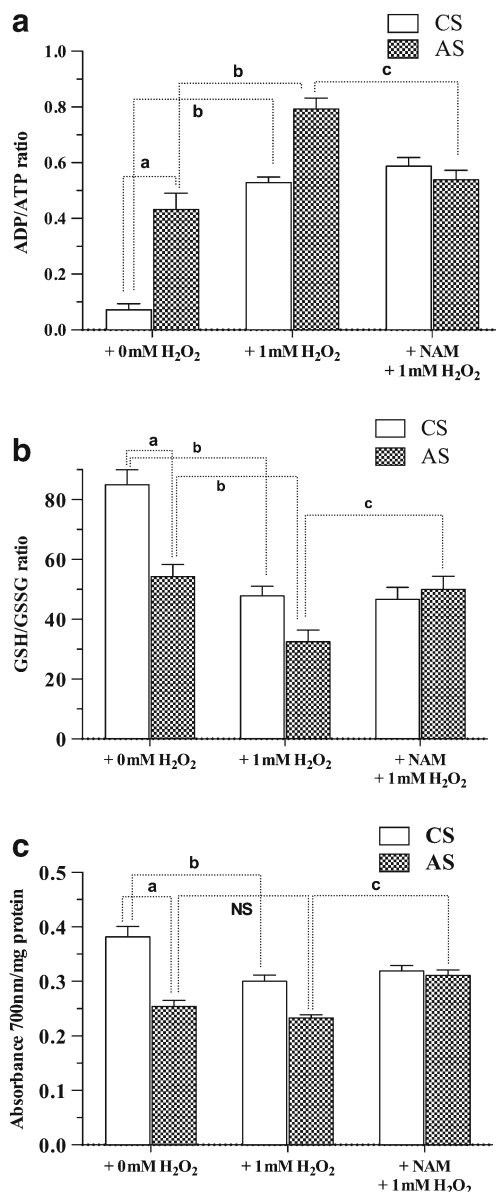 a
CS
AS
ADP/ATP ratio
1.0
0.8
0.6
0.4
0.2
0.0
b
b
c
a
+ 0mM H₂O₂
+ 1mM H₂O₂
+ NAM
+ 1mM H₂O₂
b
CS
AS
GSH/GSSG ratio
80
60
40
20
0
a
b
b
c
+ 0mM H₂O₂
+ 1mM H₂O₂
+ NAM
+ 1mM H₂O₂
c
CS
AS
Absorbance 700nm/mg protein
0.5
0.4
0.3
0.2
0.1
0.0
b
a
NS
c
+ 0mM H₂O₂
+ 1mM H₂O₂
+ NAM
+ 1mM H₂O₂